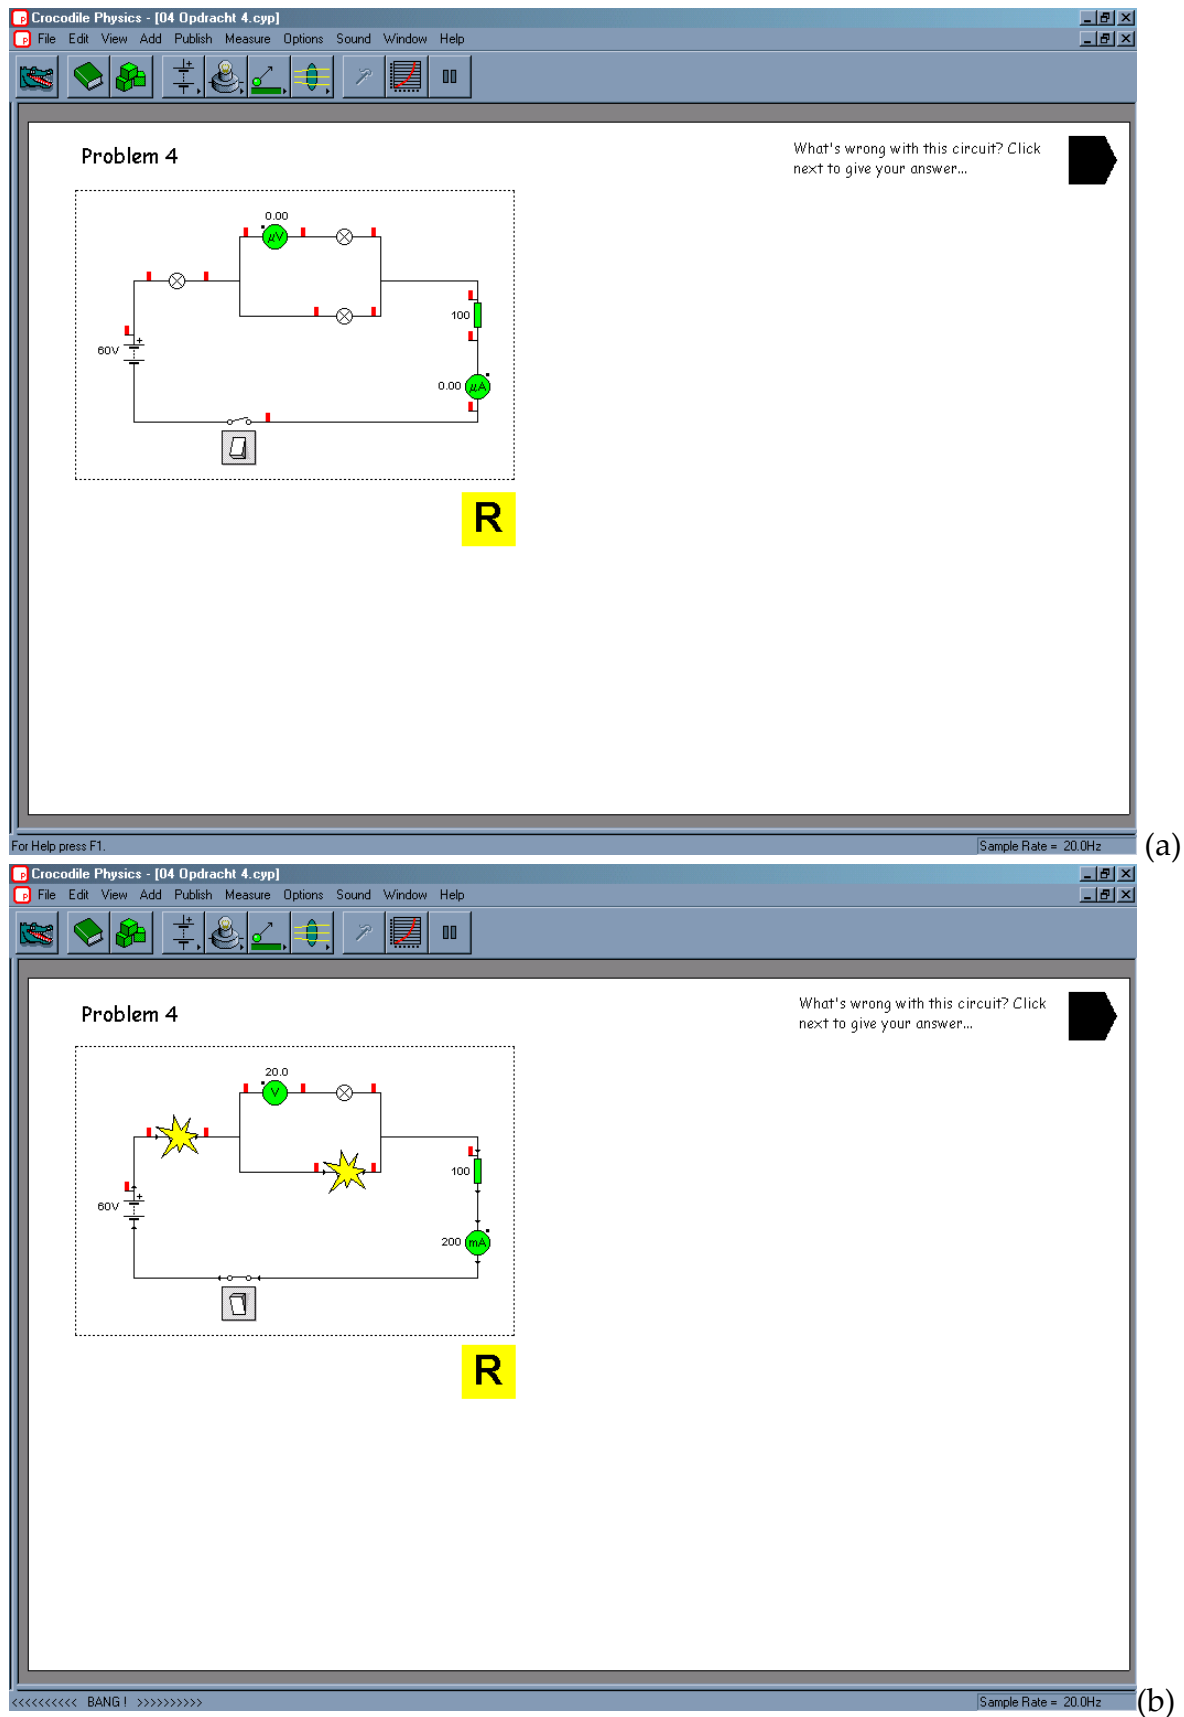 Crocodile Physics - [04 Opdracht 4.cyp]
File Edit View Add Publish Measure Options Sound Window Help
Problem 4
What's wrong with this circuit? Click
next to give your answer...
0.00
µV
100
60V
0.00 µA
R
For Help press F1.
Sample Rate = 20.0Hz
(a)
Crocodile Physics - [04 Opdracht 4.cyp]
File Edit View Add Publish Measure Options Sound Window Help
Problem 4
What's wrong with this circuit? Click
next to give your answer...
20.0
V
100
60V
200 mA
R
<<<<<<<<<< BANG ! >>>>>>>>>>
Sample Rate = 20.0Hz
(b)